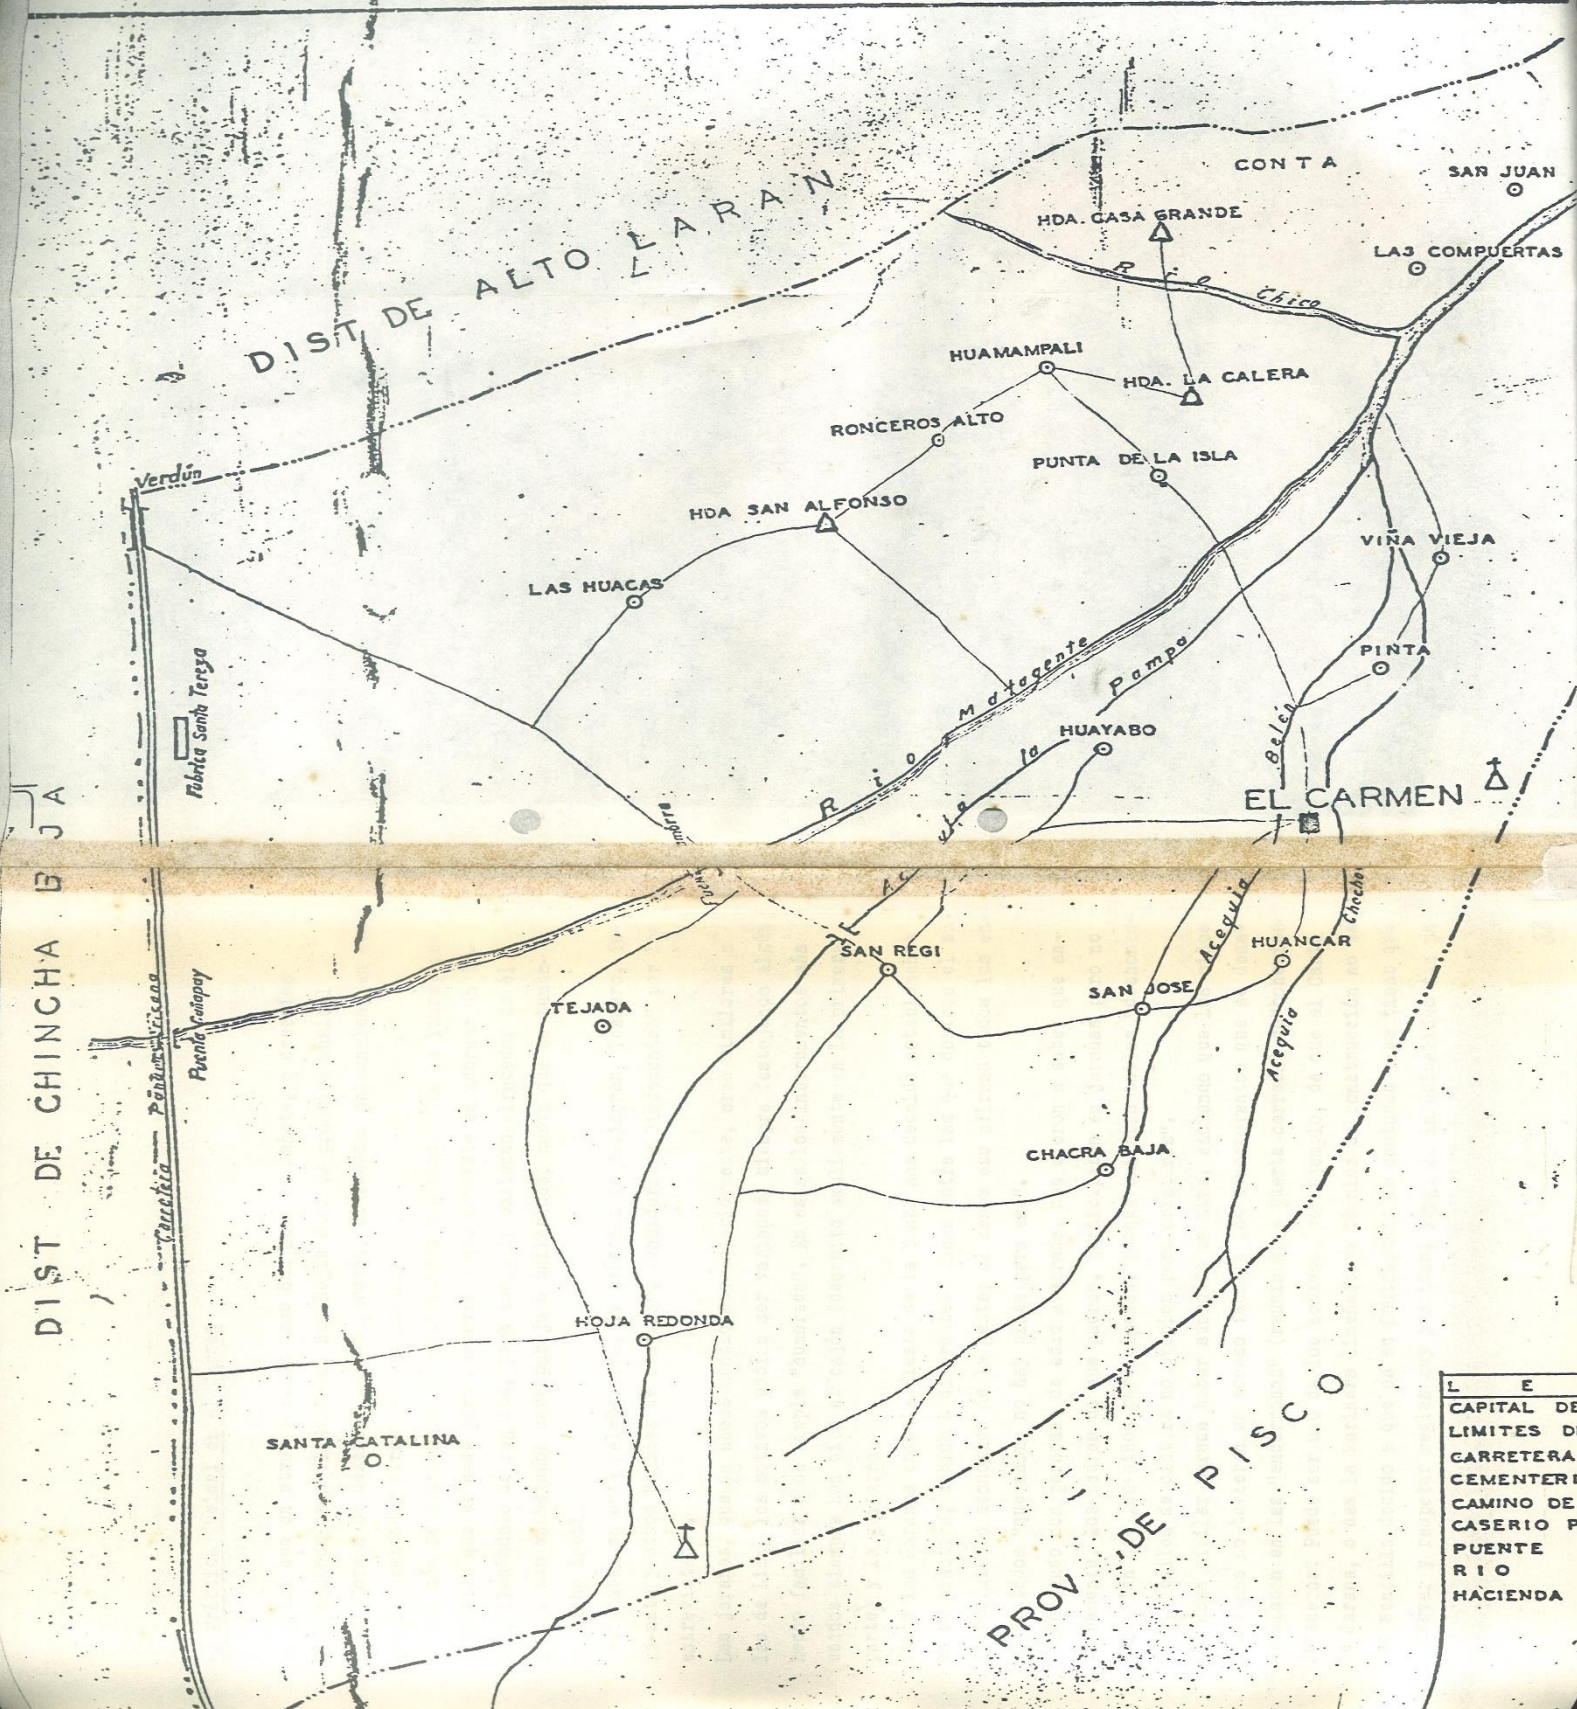 CONTA
SAN JUAN
DIST DE ALTO LARAN
HDA. CASA GRANDE
LAS COMPUERTAS
Rio Chico
HUAMAMPALI
HDA. LA CALERA
RONCEROS ALTO
PUNTA DE LA ISLA
Verdún
HDA SAN ALFONSO
VIÑA VIEJA
LAS HUACAS
Rio Matagente
Pampa
la
PINTA
Fabrica Santa Tereza
HUAYABO
Belén
EL CARMEN
DIST DE CHINCHA BAJA
Acequia
SAN REGI
HUANCAR
SAN JOSE
TEJADA
Puente Cañapay
Acequia
Carretera Panamericana
CHACRA BAJA
HOJA REDONDA
SANTA CATALINA
PROV DE PISCO
L E
CAPITAL DE
LIMITES
CARRETERA
CEMENTERI
CAMINO DE
CASERIO P
PUENTE
RIO
HACIENDA